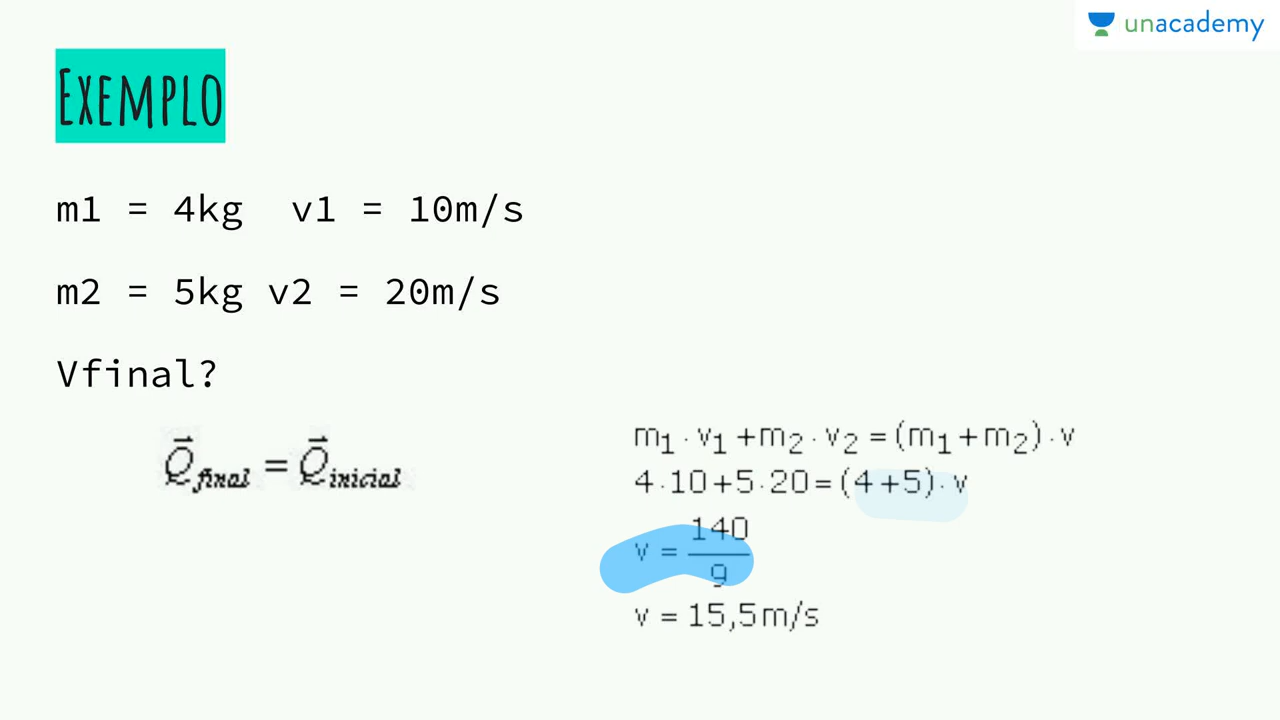 unacademy
EXEMPLO
m1 = 4kg  v1 = 10m/s
m2 = 5kg v2 = 20m/s
Vfinal?
Q⃗final = Q⃗inicial
m₁ · v₁ + m₂ · v₂ = (m₁ + m₂) · v
4 · 10 + 5 · 20 = (4 + 5) · v
v = 140/9
v = 15,5 m/s